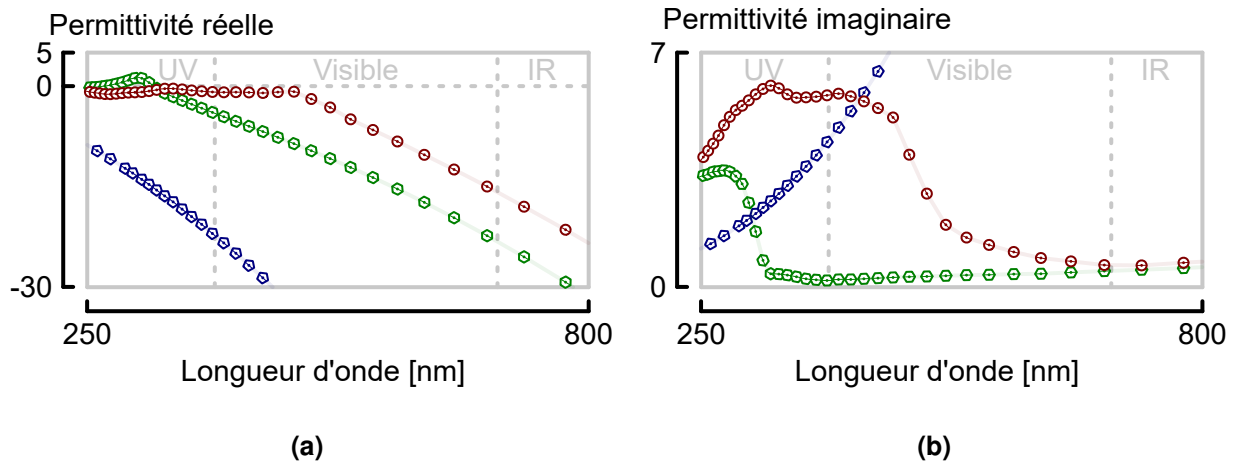 Permittivité réelle
5
0
-30
UV
Visible
IR
250
800
Longueur d'onde [nm]
(a)
Permittivité imaginaire
7
0
UV
Visible
IR
250
800
Longueur d'onde [nm]
(b)